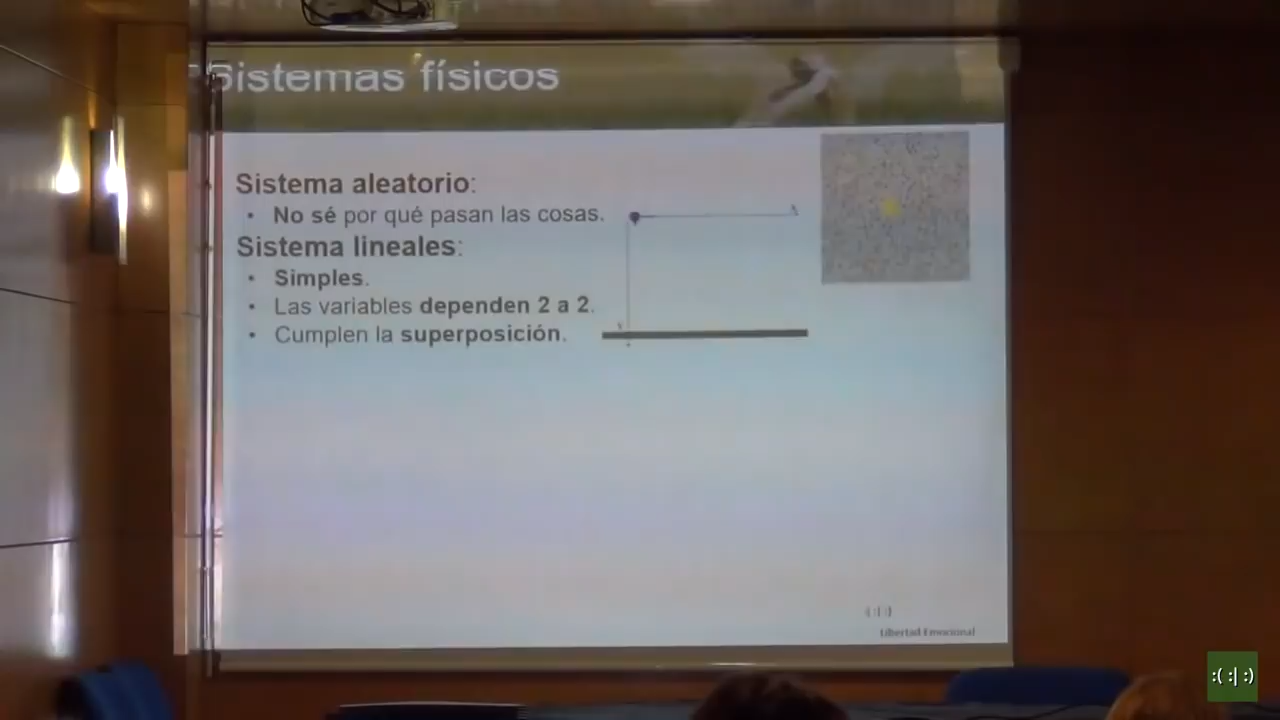 Sistemas físicos
Sistema aleatorio:
• No sé por qué pasan las cosas.
Sistema lineales:
• Simples.
• Las variables dependen 2 a 2.
• Cumplen la superposición.
:( :| :)
Libertad Emocional
:( :| :)